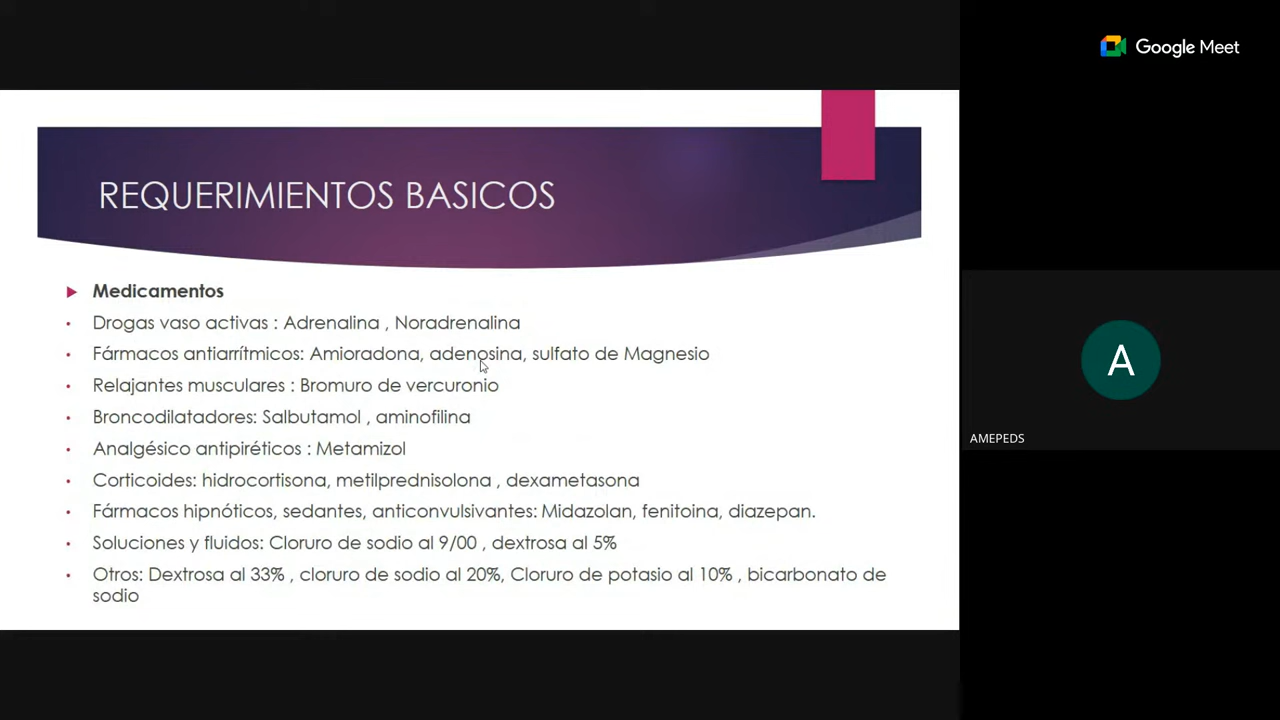 Google Meet
REQUERIMIENTOS BASICOS
Medicamentos
Drogas vaso activas : Adrenalina , Noradrenalina
Fármacos antiarrítmicos: Amioradona, adenosina, sulfato de Magnesio
Relajantes musculares : Bromuro de vercuronio
Broncodilatadores: Salbutamol , aminofilina
Analgésico antipiréticos : Metamizol
Corticoides: hidrocortisona, metilprednisolona , dexametasona
Fármacos hipnóticos, sedantes, anticonvulsivantes: Midazolan, fenitoina, diazepan.
Soluciones y fluidos: Cloruro de sodio al 9/00 , dextrosa al 5%
Otros: Dextrosa al 33% , cloruro de sodio al 20%, Cloruro de potasio al 10% , bicarbonato de
sodio
A
AMEPEDS